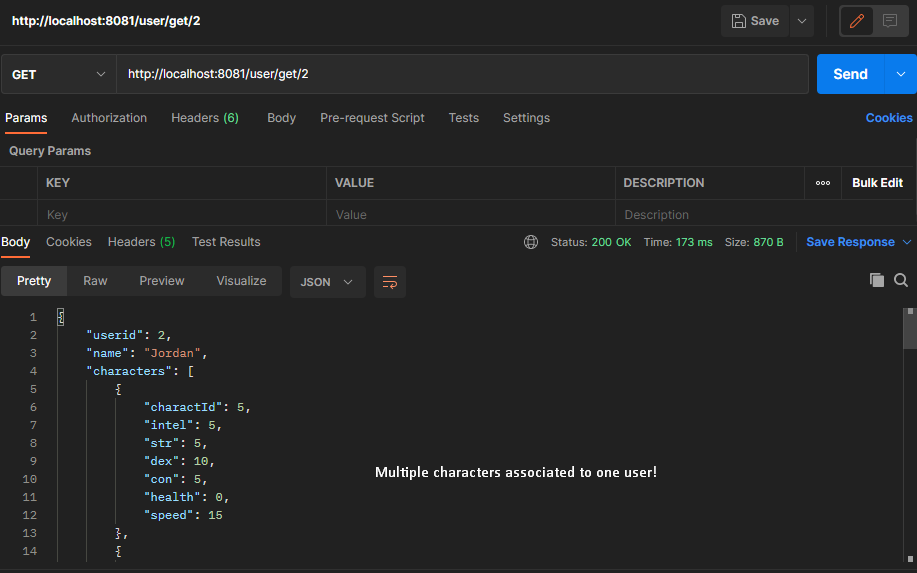 http://localhost:8081/user/get/2 Save
GET http://localhost:8081/user/get/2 Send
Params Authorization Headers (6) Body Pre-request Script Tests Settings Cookies
Query Params
KEY VALUE DESCRIPTION ooo Bulk Edit
Key Value Description
Body Cookies Headers (5) Test Results Status: 200 OK Time: 173 ms Size: 870 B Save Response
Pretty Raw Preview Visualize JSON
1 {
2 "userid": 2,
3 "name": "Jordan",
4 "characters": [
5 {
6 "charactId": 5,
7 "intel": 5,
8 "str": 5,
9 "dex": 10,
Multiple characters associated to one user!
10 "con": 5,
11 "health": 0,
12 "speed": 15
13 },
14 {